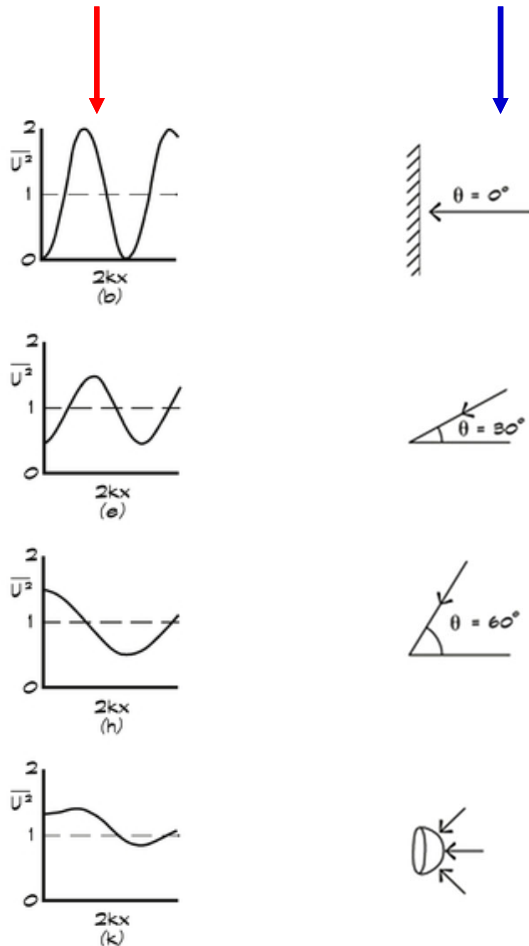 2
U²
1
0
2kx
(b)
θ = 0°
2
U²
1
0
2kx
(e)
θ = 30°
2
U²
1
0
2kx
(h)
θ = 60°
2
U²
1
0
2kx
(k)